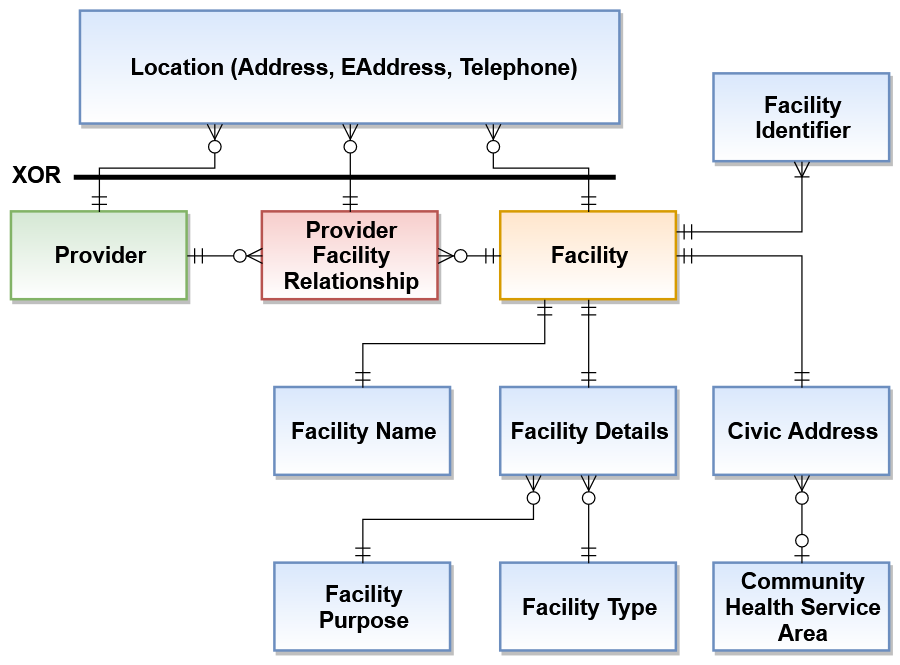 Location (Address, EAddress, Telephone)
Facility
Identifier
XOR
Provider
Provider
Facility
Relationship
Facility
Facility Name
Facility Details
Civic Address
Facility
Purpose
Facility Type
Community
Health Service
Area